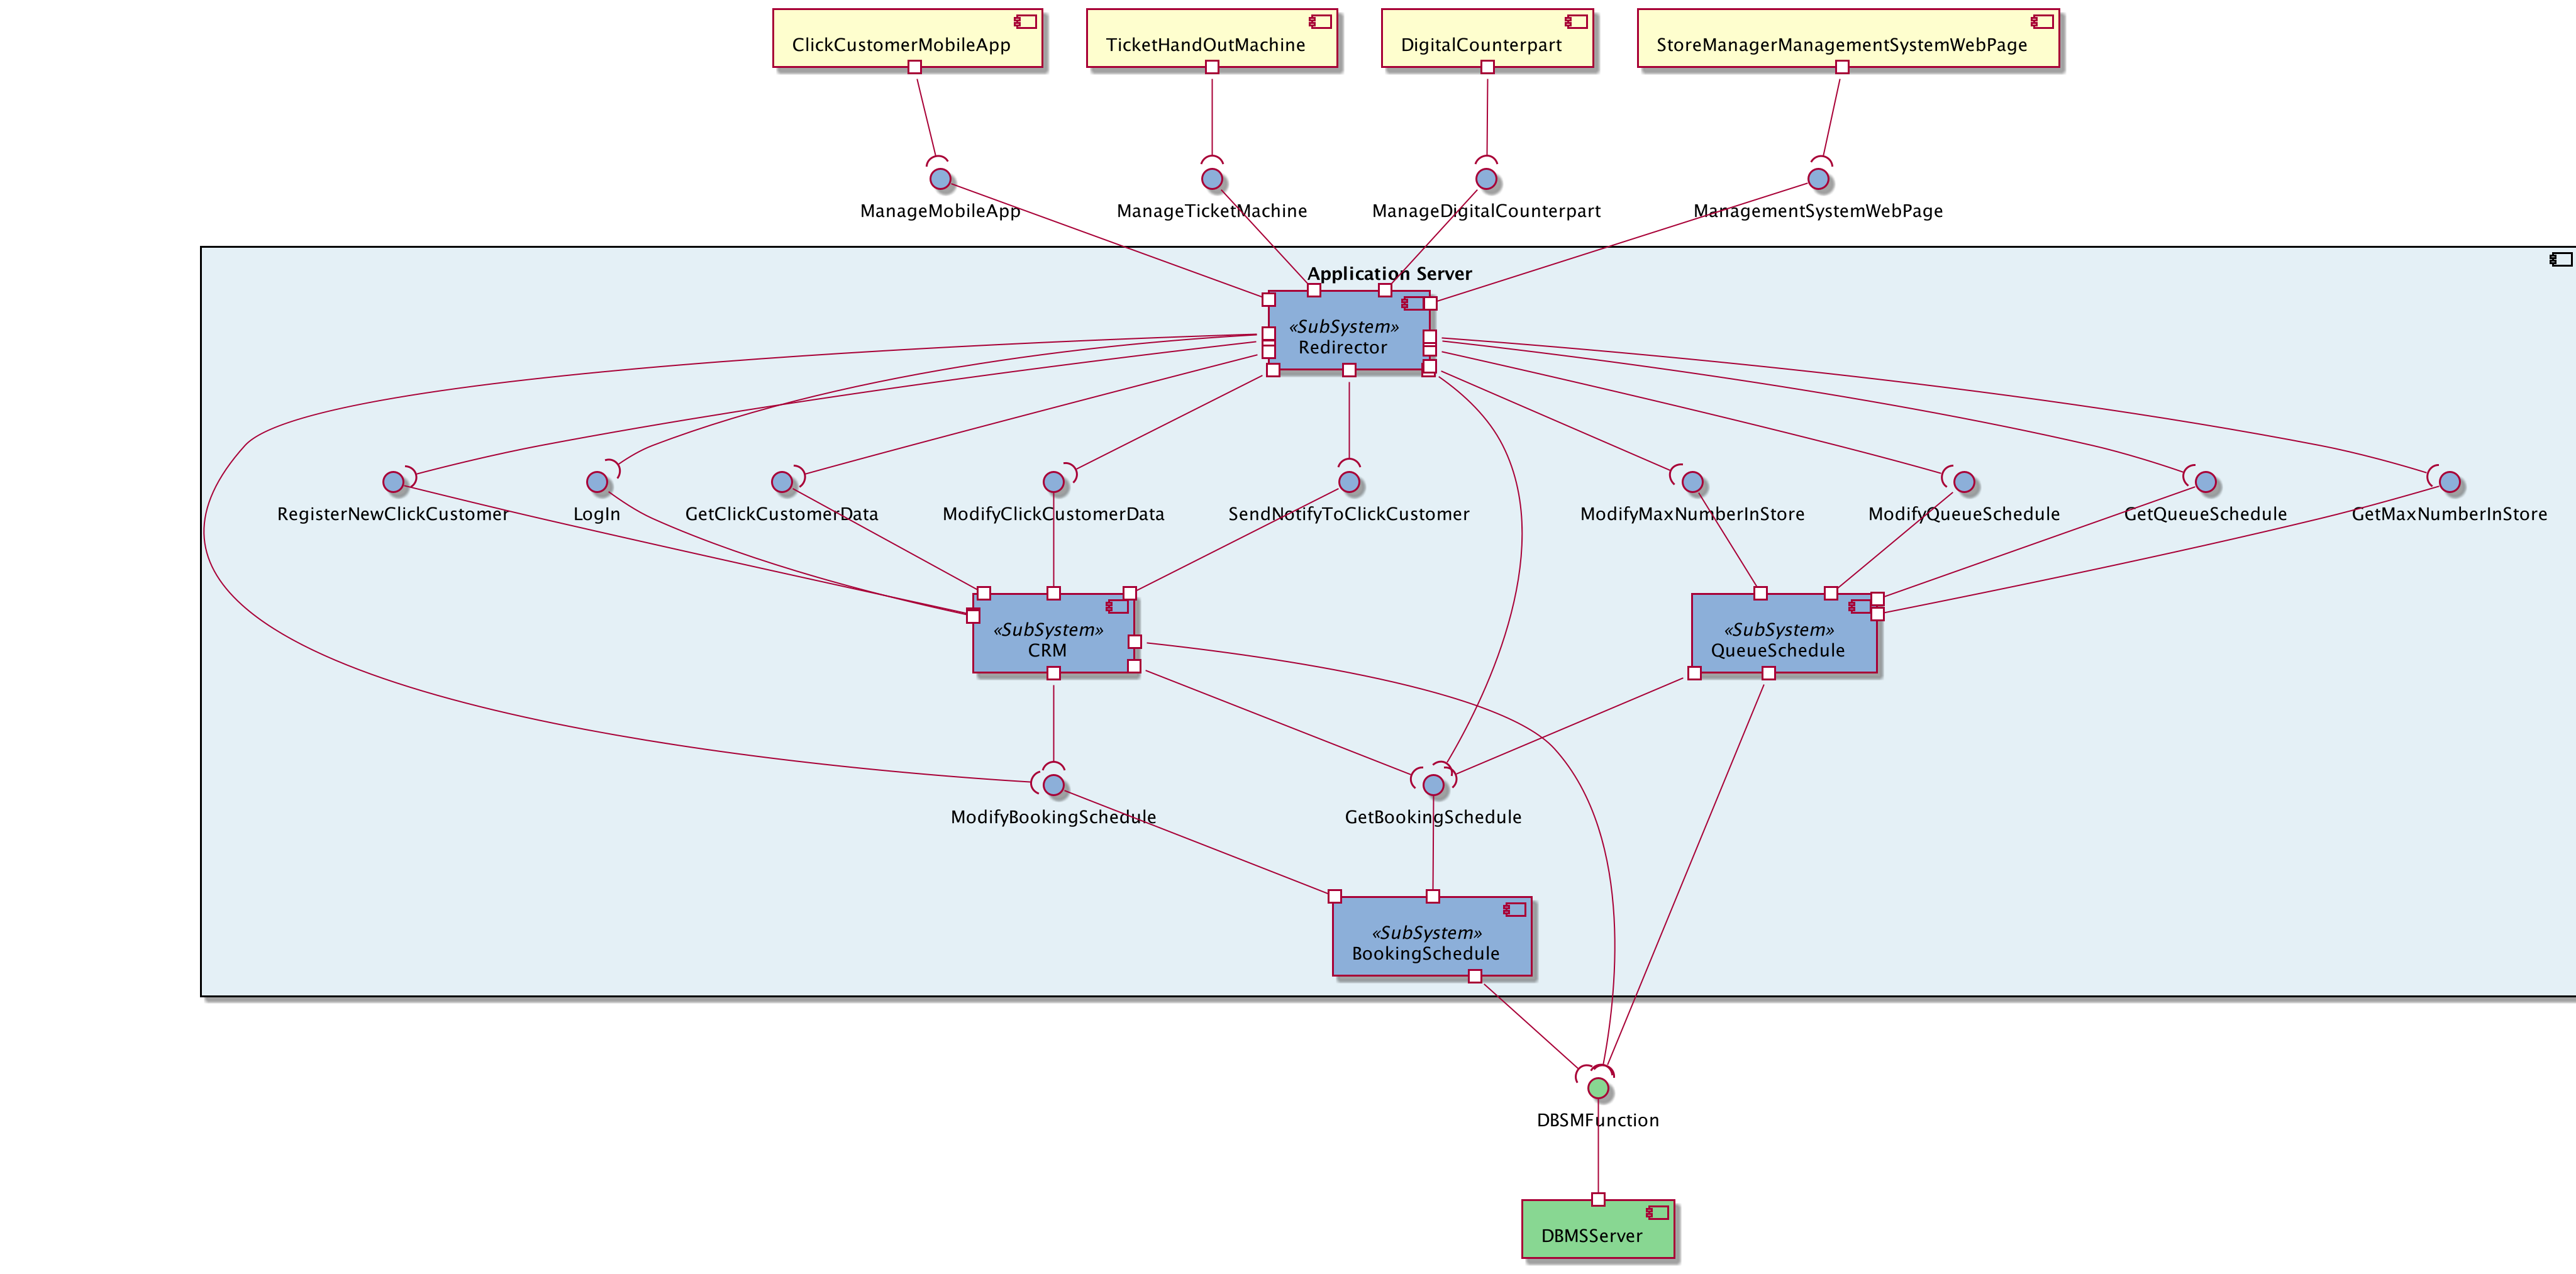 ClickCustomerMobileApp
TicketHandOutMachine
DigitalCounterpart
StoreManagerManagementSystemWebPage
ManageMobileApp
ManageTicketMachine
ManageDigitalCounterpart
ManagementSystemWebPage
Application Server
«SubSystem»
Redirector
RegisterNewClickCustomer
LogIn
GetClickCustomerData
ModifyClickCustomerData
SendNotifyToClickCustomer
ModifyMaxNumberInStore
ModifyQueueSchedule
GetQueueSchedule
GetMaxNumberInStore
«SubSystem»
CRM
«SubSystem»
QueueSchedule
ModifyBookingSchedule
GetBookingSchedule
«SubSystem»
BookingSchedule
DBSMFunction
DBMSServer